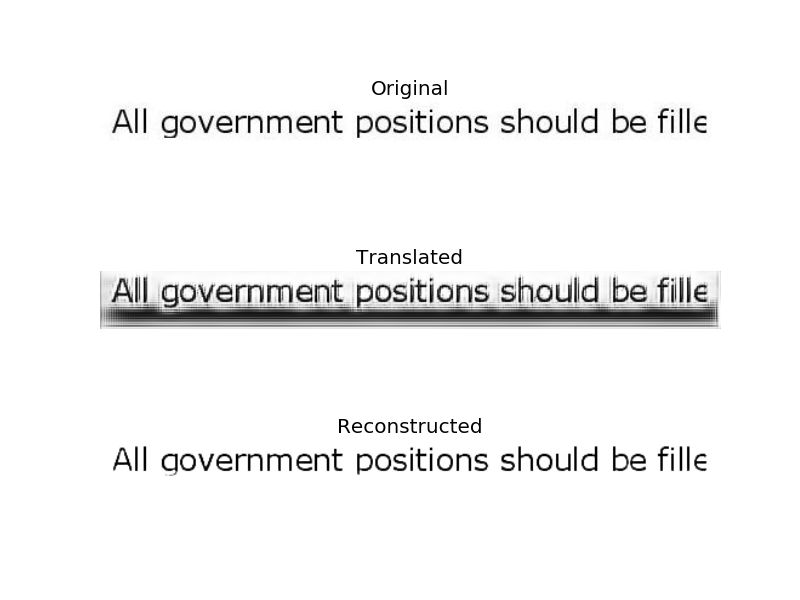 Original
All government positions should be fille
Translated
All government positions should be fille
Reconstructed
All government positions should be fille